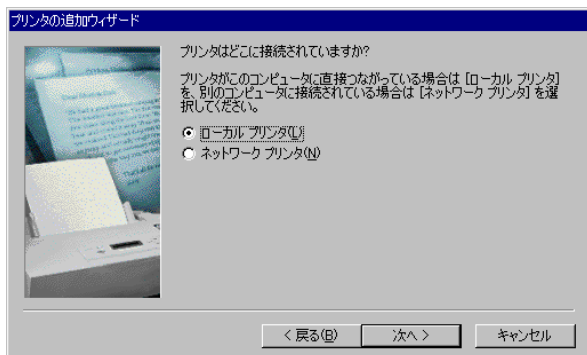 プリンタの追加ウィザード
プリンタはどこに接続されていますか?
プリンタがこのコンピュータに直接つながっている場合は [ローカル プリンタ]
を、別のコンピュータに接続されている場合は [ネットワーク プリンタ] を選
択してください。
ローカル プリンタ(L)
ネットワーク プリンタ(N)
< 戻る(B)
次へ >
キャンセル